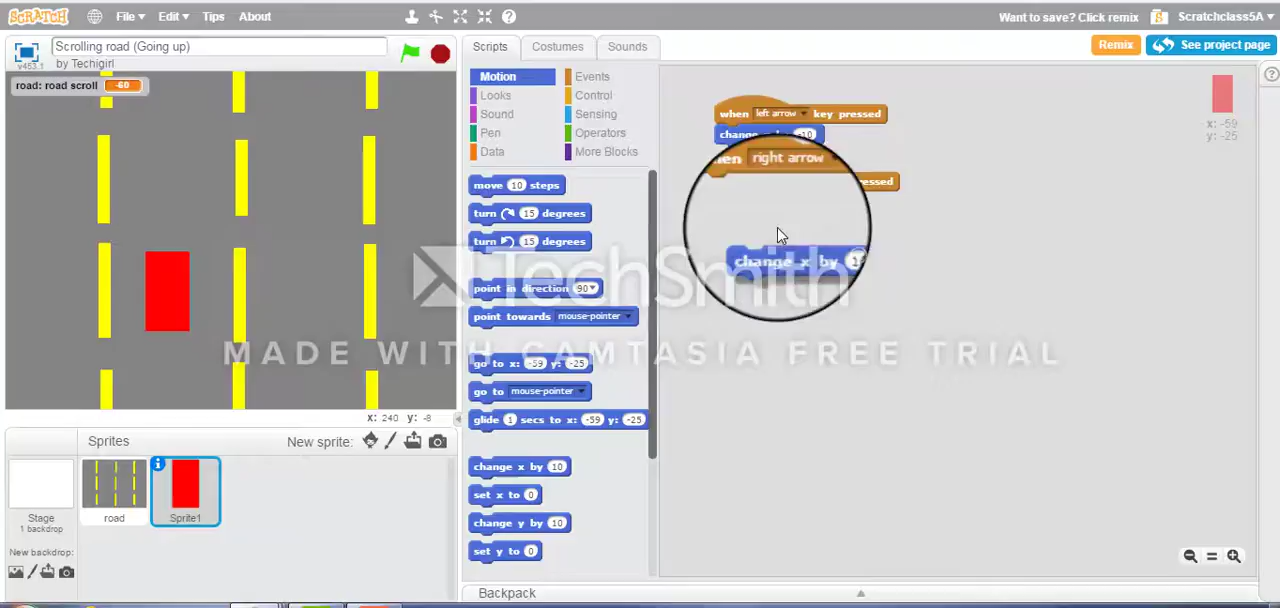 SCRATCH File Edit Tips About Want to save? Click remix Scratchclass5A
Scrolling road (Going up)
by Techigirl
v453.1
Remix
See project page
Scripts Costumes Sounds
road: road scroll -60
Motion Events
Looks Control
Sound Sensing
Pen Operators
Data More Blocks
move 10 steps
turn 15 degrees
turn 15 degrees
point in direction 90
point towards mouse-pointer
go to x: -59 y: -25
go to mouse-pointer
glide 1 secs to x: -59 y: -25
change x by 10
set x to 0
change y by 10
set y to 0
when left arrow key pressed
-10
right arrow
change x by
x: -59
y: -25
TechSmith
MADE WITH CAMTASIA FREE TRIAL
x: 240 y: -8
Sprites New sprite:
Stage
1 backdrop
road
Sprite1
New backdrop:
Backpack